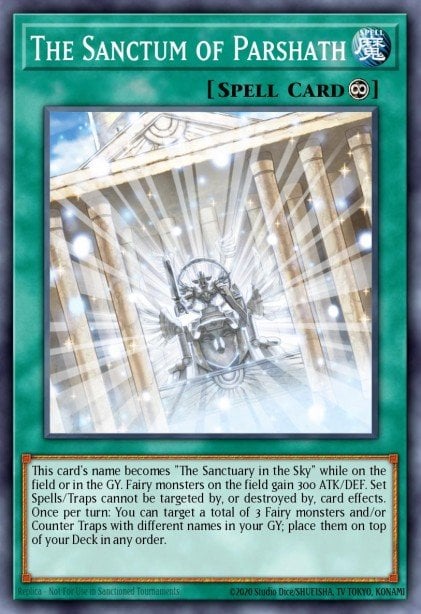 THE SANCTUM OF PARSHATH
SPELL
魔
[SPELL CARD]
This card's name becomes "The Sanctuary in the Sky" while on the
field or in the GY. Fairy monsters on the field gain 300 ATK/DEF. Set
Spells/Traps cannot be targeted by, or destroyed by, card effects.
Once per turn: You can target a total of 3 Fairy monsters and/or
Counter Traps with different names in your GY; place them on top
of your Deck in any order.
Replica - Not For Use in Sanctioned Tournaments
©2020 Studio Dice/SHUEISHA, TV TOKYO, KONAMI